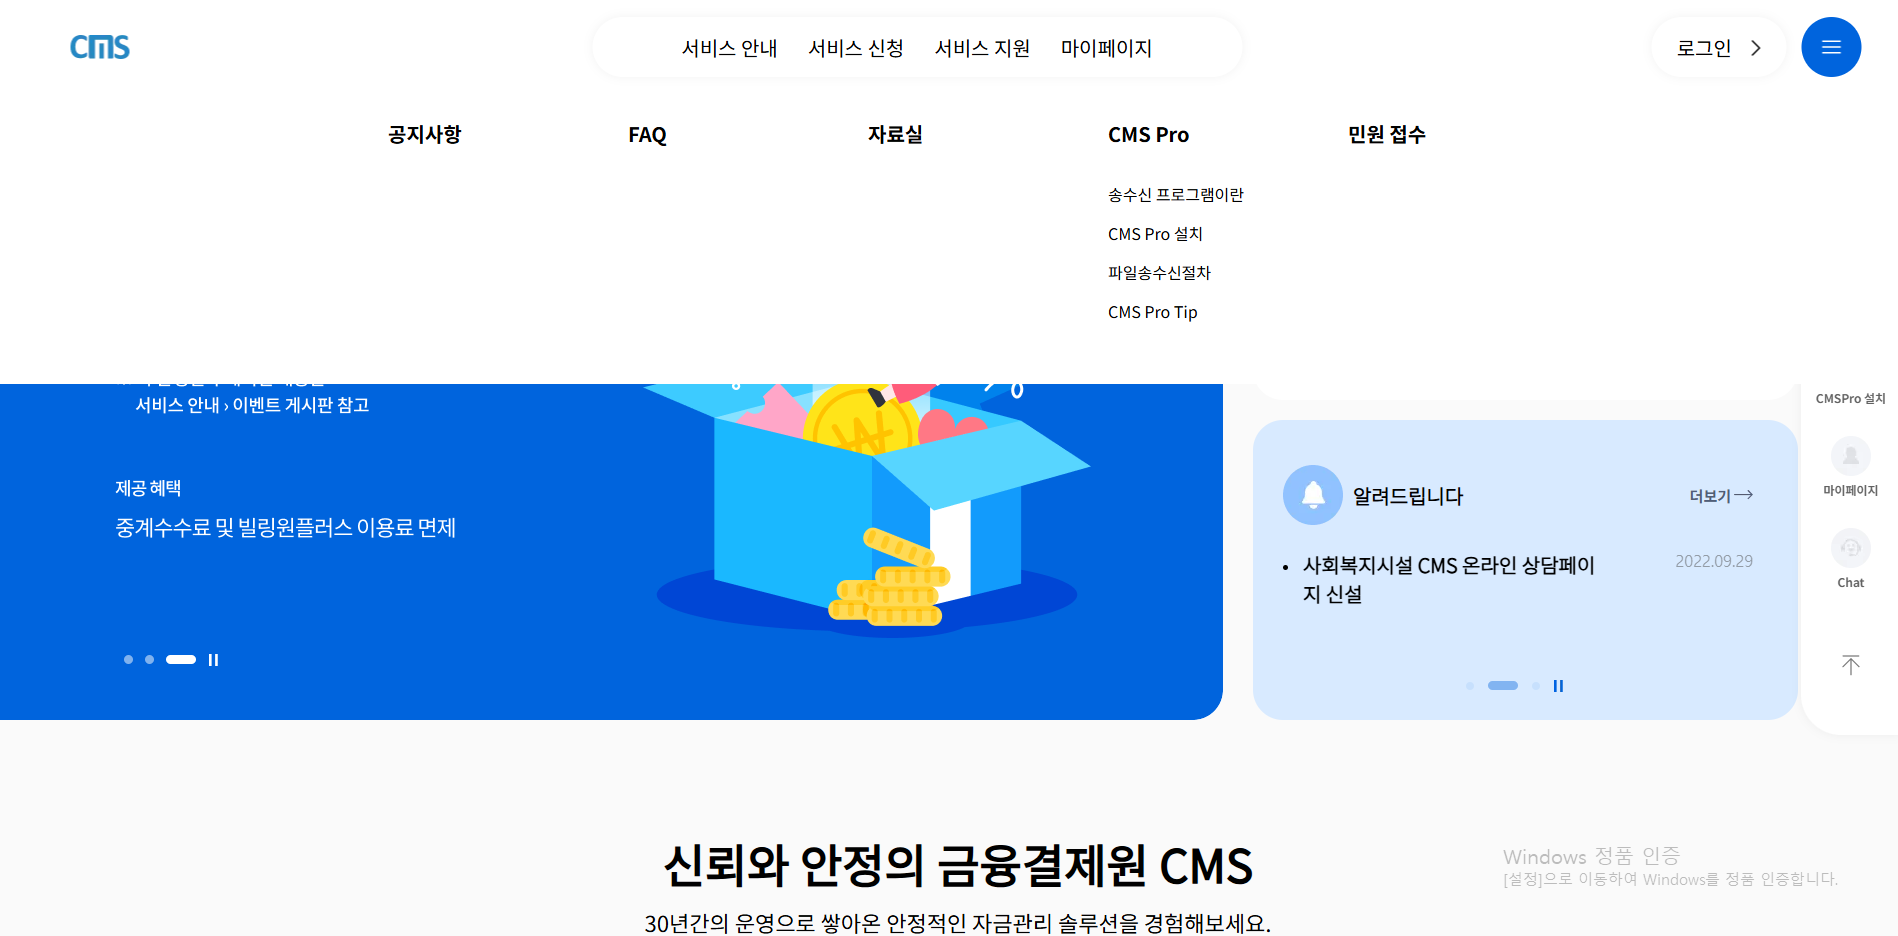 CMS
서비스 안내 서비스 신청 서비스 지원 마이페이지
로그인
공지사항 FAQ 자료실 CMS Pro 민원 접수
송수신 프로그램이란
CMS Pro 설치
파일송수신절차
CMS Pro Tip
서비스 안내 › 이벤트 게시판 참고
제공 혜택
중계수수료 및 빌링원플러스 이용료 면제
알려드립니다
더보기
사회복지시설 CMS 온라인 상담페이
지 신설
2022.09.29
CMSPro 설치
마이페이지
Chat
신뢰와 안정의 금융결제원 CMS
30년간의 운영으로 쌓아온 안정적인 자금관리 솔루션을 경험해보세요.
Windows 정품 인증
[설정]으로 이동하여 Windows를 정품 인증합니다.